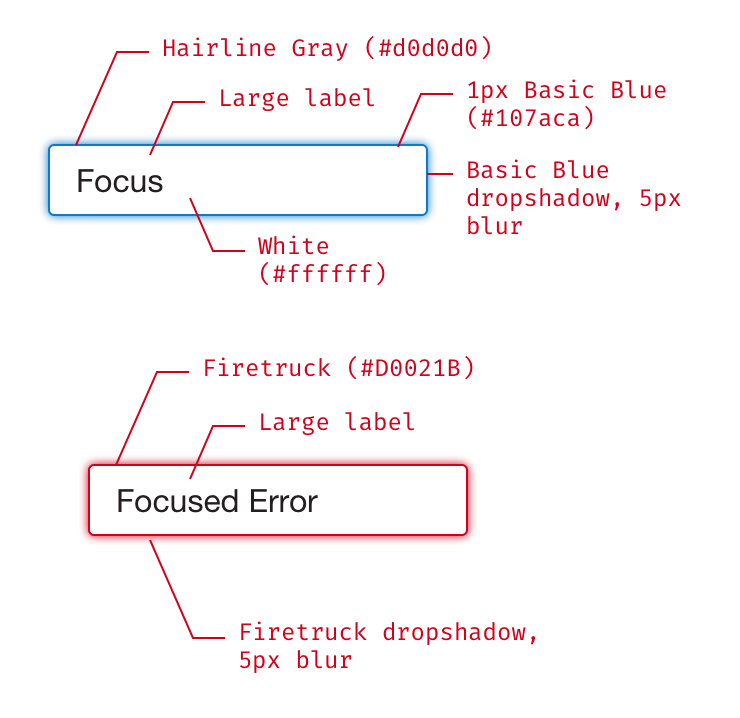 Hairline Gray (#d0d0d0)
Large label
1px Basic Blue
(#107aca)
Focus
Basic Blue
dropshadow, 5px
blur
White
(#ffffff)
Firetruck (#D0021B)
Large label
Focused Error
Firetruck dropshadow,
5px blur